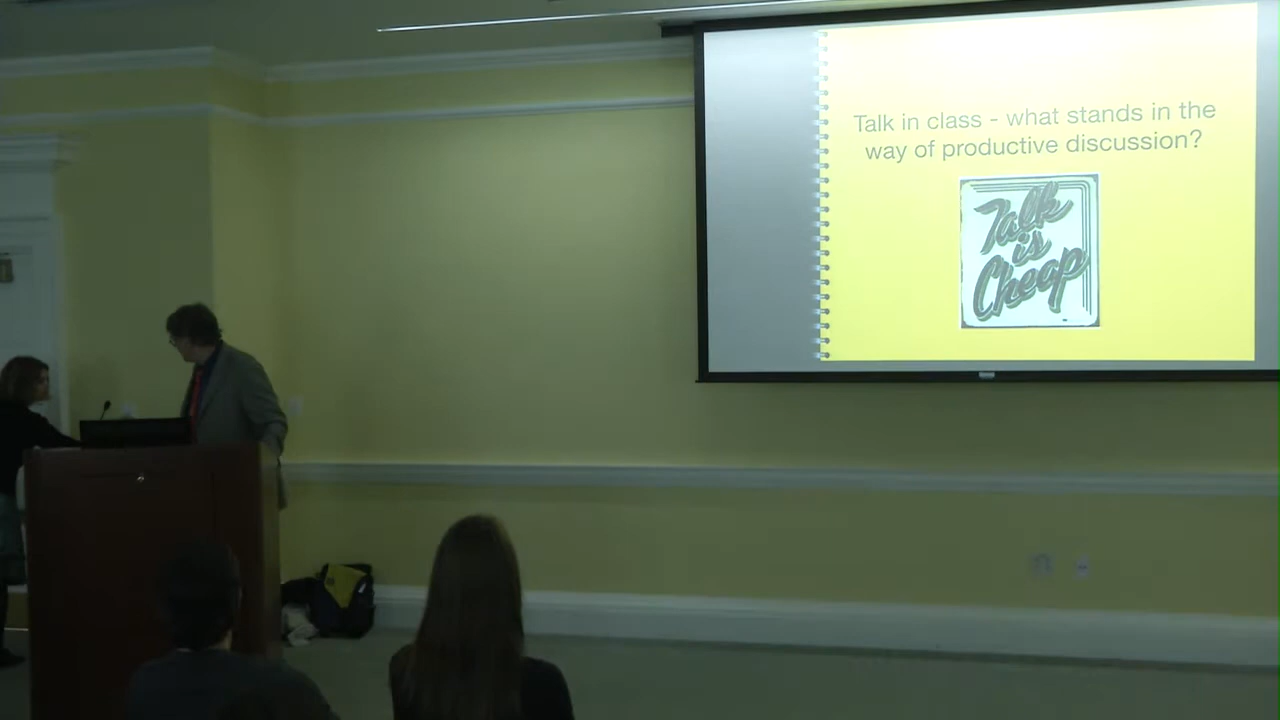 Talk in class - what stands in the
way of productive discussion?
Talk
is
Cheap